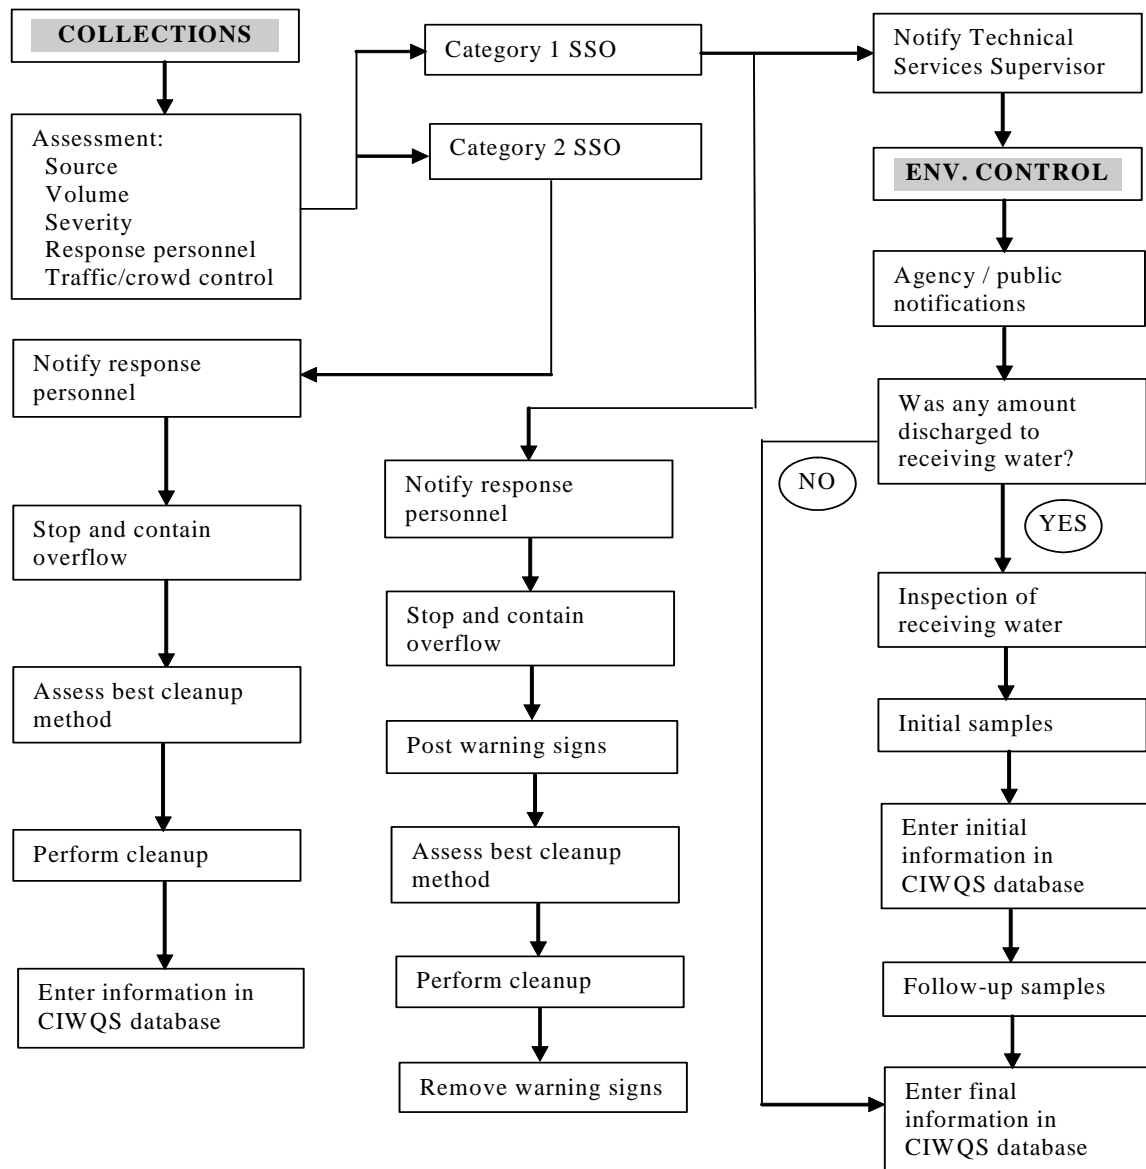 COLLECTIONS
Assessment:
Source
Volume
Severity
Response personnel
Traffic/crowd control
Category 1 SSO
Category 2 SSO
Notify Technical
Services Supervisor
ENV. CONTROL
Agency / public
notifications
Was any amount
discharged to
receiving water?
NO
YES
Inspection of
receiving water
Initial samples
Enter initial
information in
CIWQS database
Follow-up samples
Enter final
information in
CIWQS database
Notify response
personnel
Stop and contain
overflow
Assess best cleanup
method
Perform cleanup
Enter information in
CIWQS database
Notify response
personnel
Stop and contain
overflow
Post warning signs
Assess best cleanup
method
Perform cleanup
Remove warning signs